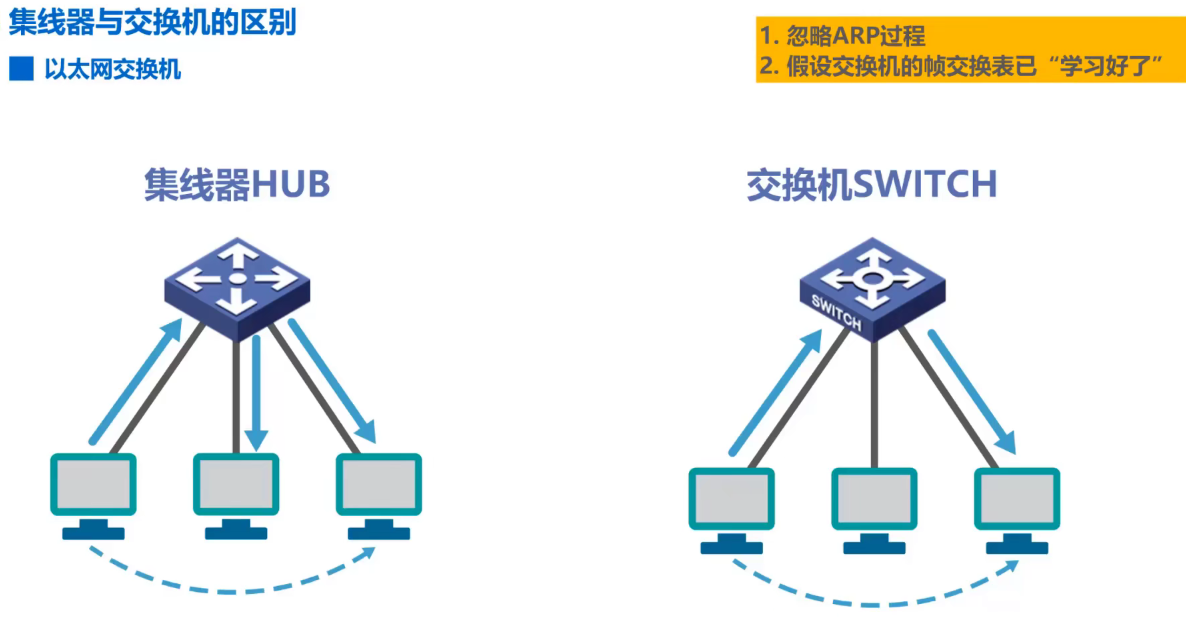 集线器与交换机的区别
以太网交换机
1. 忽略ARP过程
2. 假设交换机的帧交换表已“学习好了”
集线器HUB
交换机SWITCH
SWITCH